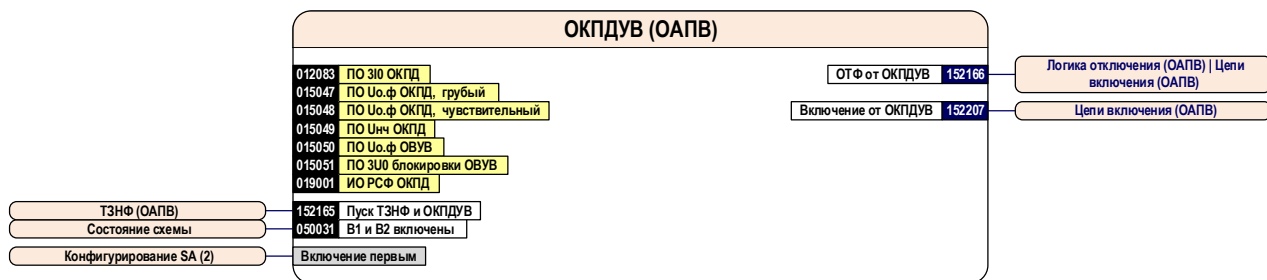 ОКПДУВ (ОАПВ)
012083 ПО 3I0 ОКПД
015047 ПО Uо.ф ОКПД, грубый
015048 ПО Uо.ф ОКПД, чувствительный
015049 ПО Uнч ОКПД
015050 ПО Uо.ф ОВУВ
015051 ПО 3U0 блокировки ОВУВ
019001 ИО РСФ ОКПД
ТЗНФ (ОАПВ) 152165 Пуск ТЗНФ и ОКПДУВ
Состояние схемы 050031 В1 и В2 включены
Конфигурирование SA (2) Включение первым
ОТФ от ОКПДУВ 152166 Логика отключения (ОАПВ) | Цепи
включения (ОАПВ)
Включение от ОКПДУВ 152207 Цепи включения (ОАПВ)